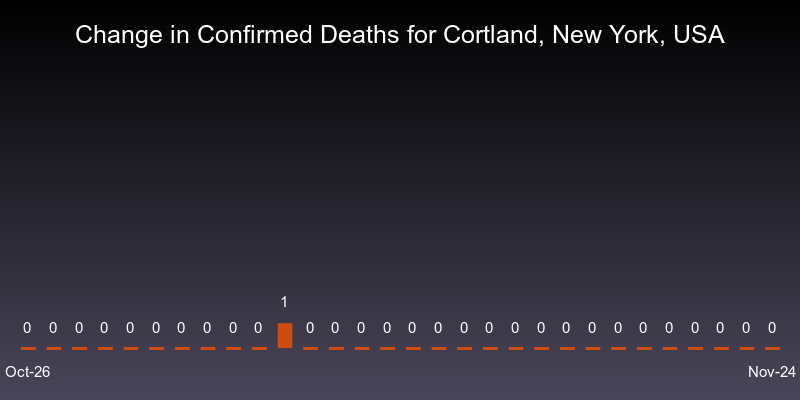 Change in Confirmed Deaths for Cortland, New York, USA
1
0 0 0 0 0 0 0 0 0 0 0 0 0 0 0 0 0 0 0 0 0 0 0 0 0 0 0 0 0
Oct-26 Nov-24